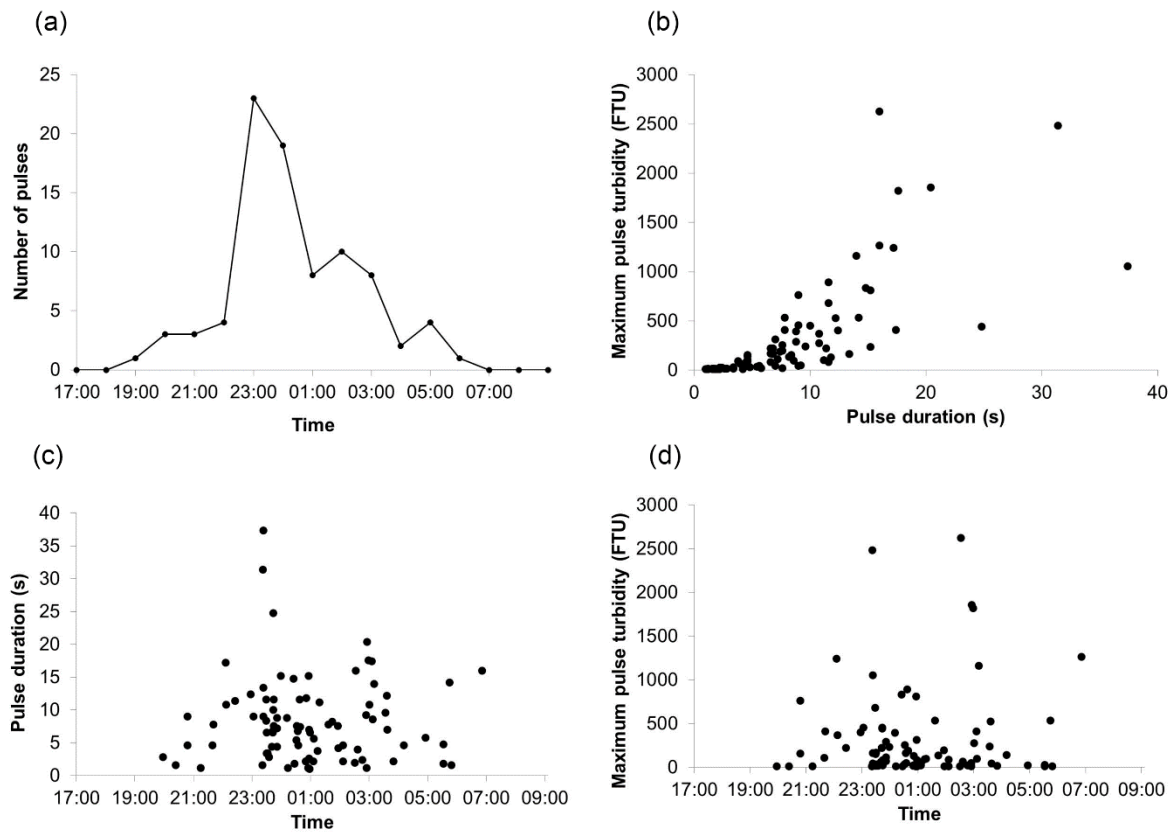 (a)
25
20
15
10
5
0
Number of pulses
17:00 19:00 21:00 23:00 01:00 03:00 05:00 07:00
Time
(b)
3000
2500
2000
1500
1000
500
0
Maximum pulse turbidity (FTU)
0 10 20 30 40
Pulse duration (s)
(c)
40
35
30
25
20
15
10
5
0
Pulse duration (s)
17:00 19:00 21:00 23:00 01:00 03:00 05:00 07:00 09:00
Time
(d)
3000
2500
2000
1500
1000
500
0
Maximum pulse turbidity (FTU)
17:00 19:00 21:00 23:00 01:00 03:00 05:00 07:00 09:00
Time